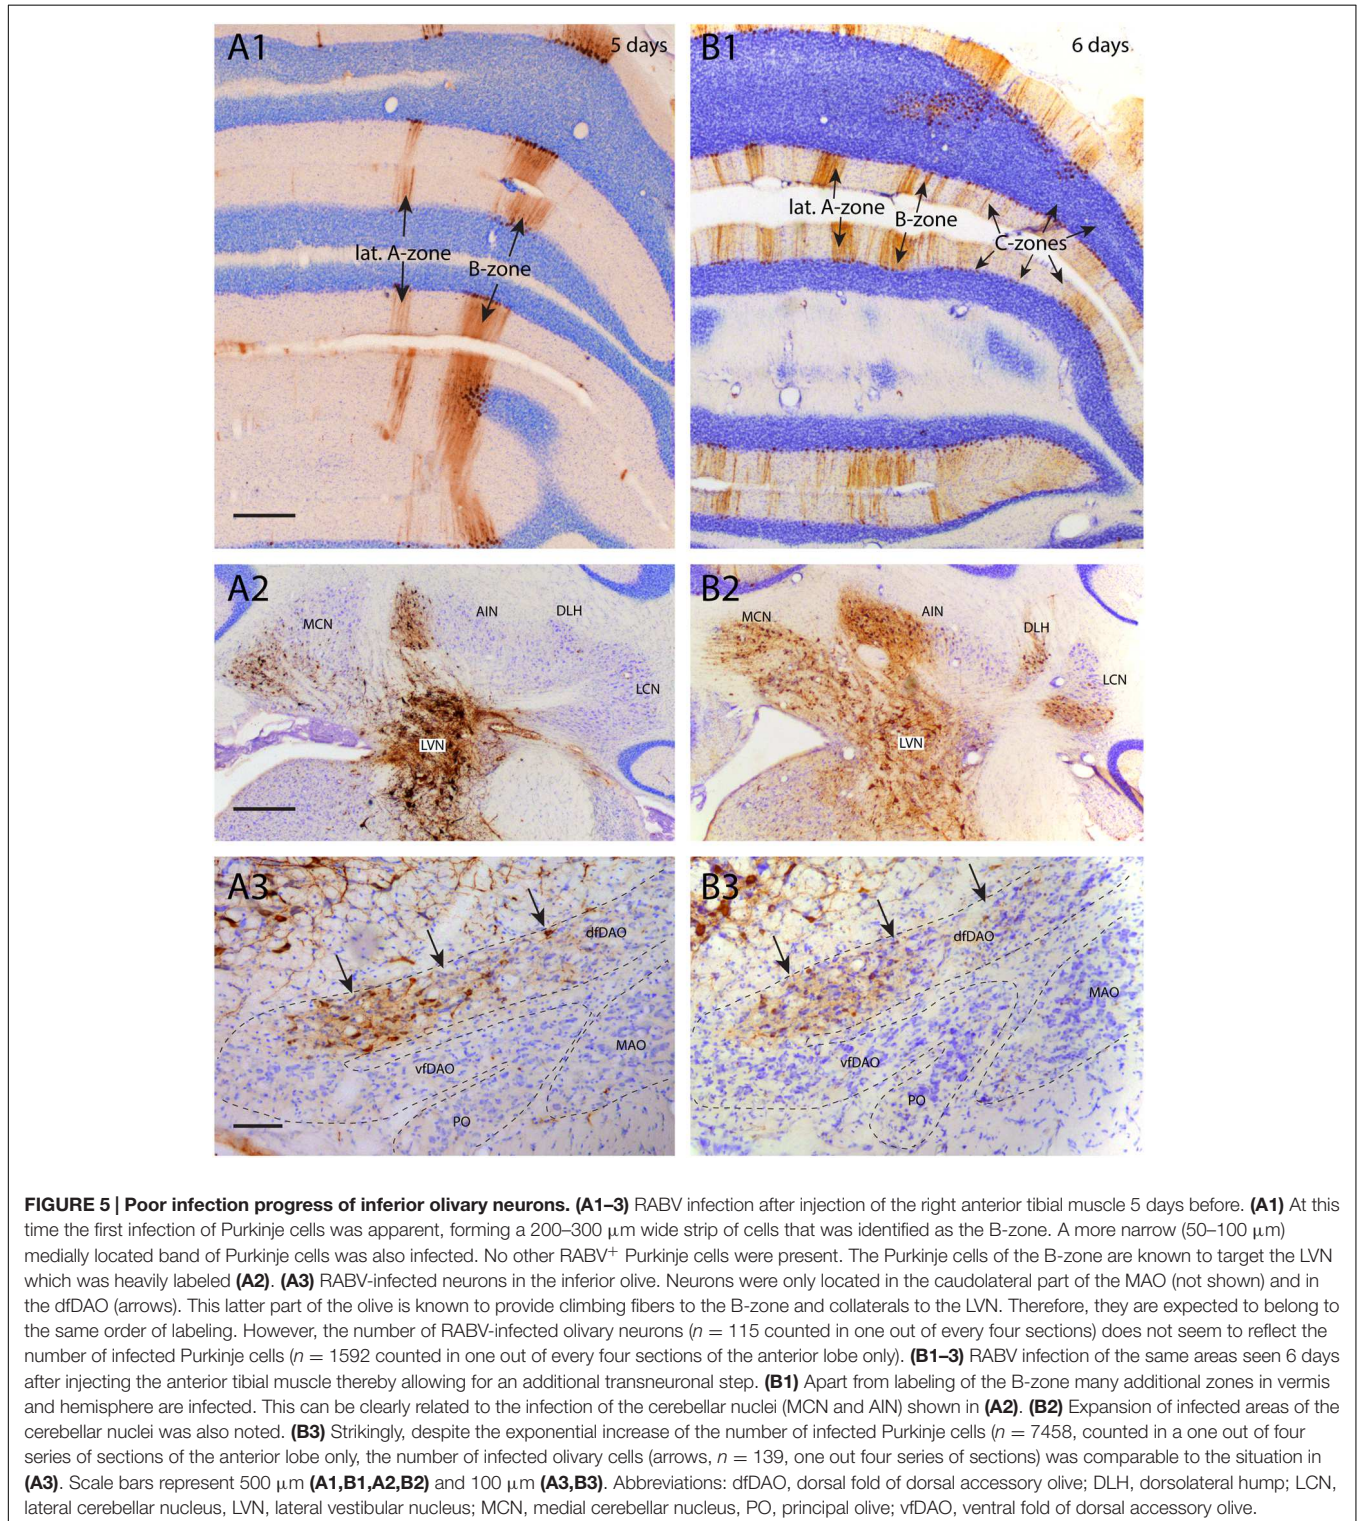 A1
5 days
lat. A-zone
B-zone
B1
6 days
lat. A-zone
B-zone
C-zones
A2
MCN
AIN
DLH
LCN
LVN
B2
MCN
AIN
DLH
LCN
LVN
A3
dfDAO
MAO
vfDAO
PO
B3
dfDAO
MAO
vfDAO
PO
FIGURE 5 | Poor infection progress of inferior olivary neurons. (A1–3) RABV infection after injection of the right anterior tibial muscle 5 days before. (A1) At this
time the first infection of Purkinje cells was apparent, forming a 200–300 μm wide strip of cells that was identified as the B-zone. A more narrow (50–100 μm)
medially located band of Purkinje cells was also infected. No other RABV+ Purkinje cells were present. The Purkinje cells of the B-zone are known to target the LVN
which was heavily labeled (A2). (A3) RABV-infected neurons in the inferior olive. Neurons were only located in the caudolateral part of the MAO (not shown) and in
the dfDAO (arrows). This latter part of the olive is known to provide climbing fibers to the B-zone and collaterals to the LVN. Therefore, they are expected to belong to
the same order of labeling. However, the number of RABV-infected olivary neurons (n = 115 counted in one out of every four sections) does not seem to reflect the
number of infected Purkinje cells (n = 1592 counted in one out of every four sections of the anterior lobe only). (B1–3) RABV infection of the same areas seen 6 days
after injecting the anterior tibial muscle thereby allowing for an additional transneuronal step. (B1) Apart from labeling of the B-zone many additional zones in vermis
and hemisphere are infected. This can be clearly related to the infection of the cerebellar nuclei (MCN and AIN) shown in (A2). (B2) Expansion of infected areas of the
cerebellar nuclei was also noted. (B3) Strikingly, despite the exponential increase of the number of infected Purkinje cells (n = 7458, counted in a one out of four
series of sections of the anterior lobe only, the number of infected olivary cells (arrows, n = 139, one out four series of sections) was comparable to the situation in
(A3). Scale bars represent 500 μm (A1,B1,A2,B2) and 100 μm (A3,B3). Abbreviations: dfDAO, dorsal fold of dorsal accessory olive; DLH, dorsolateral hump; LCN,
lateral cerebellar nucleus, LVN, lateral vestibular nucleus; MCN, medial cerebellar nucleus, PO, principal olive; vfDAO, ventral fold of dorsal accessory olive.